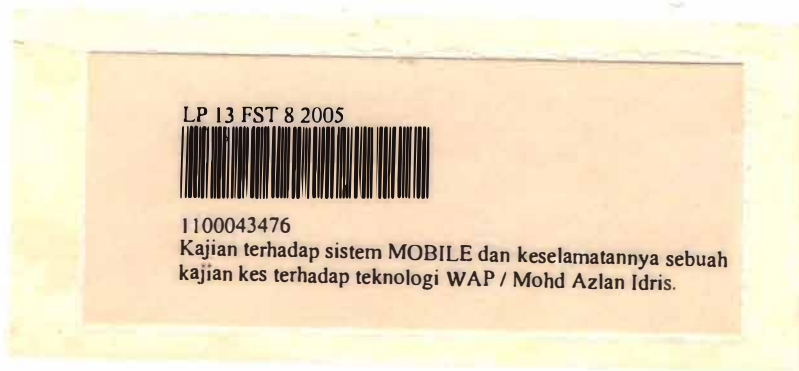 LP 13 FST 8 2005
1100043476
Kajian terhadap sistem MOBILE dan keselamatannya sebuah
kajian kes terhadap teknologi WAP / Mohd Azlan Idris.